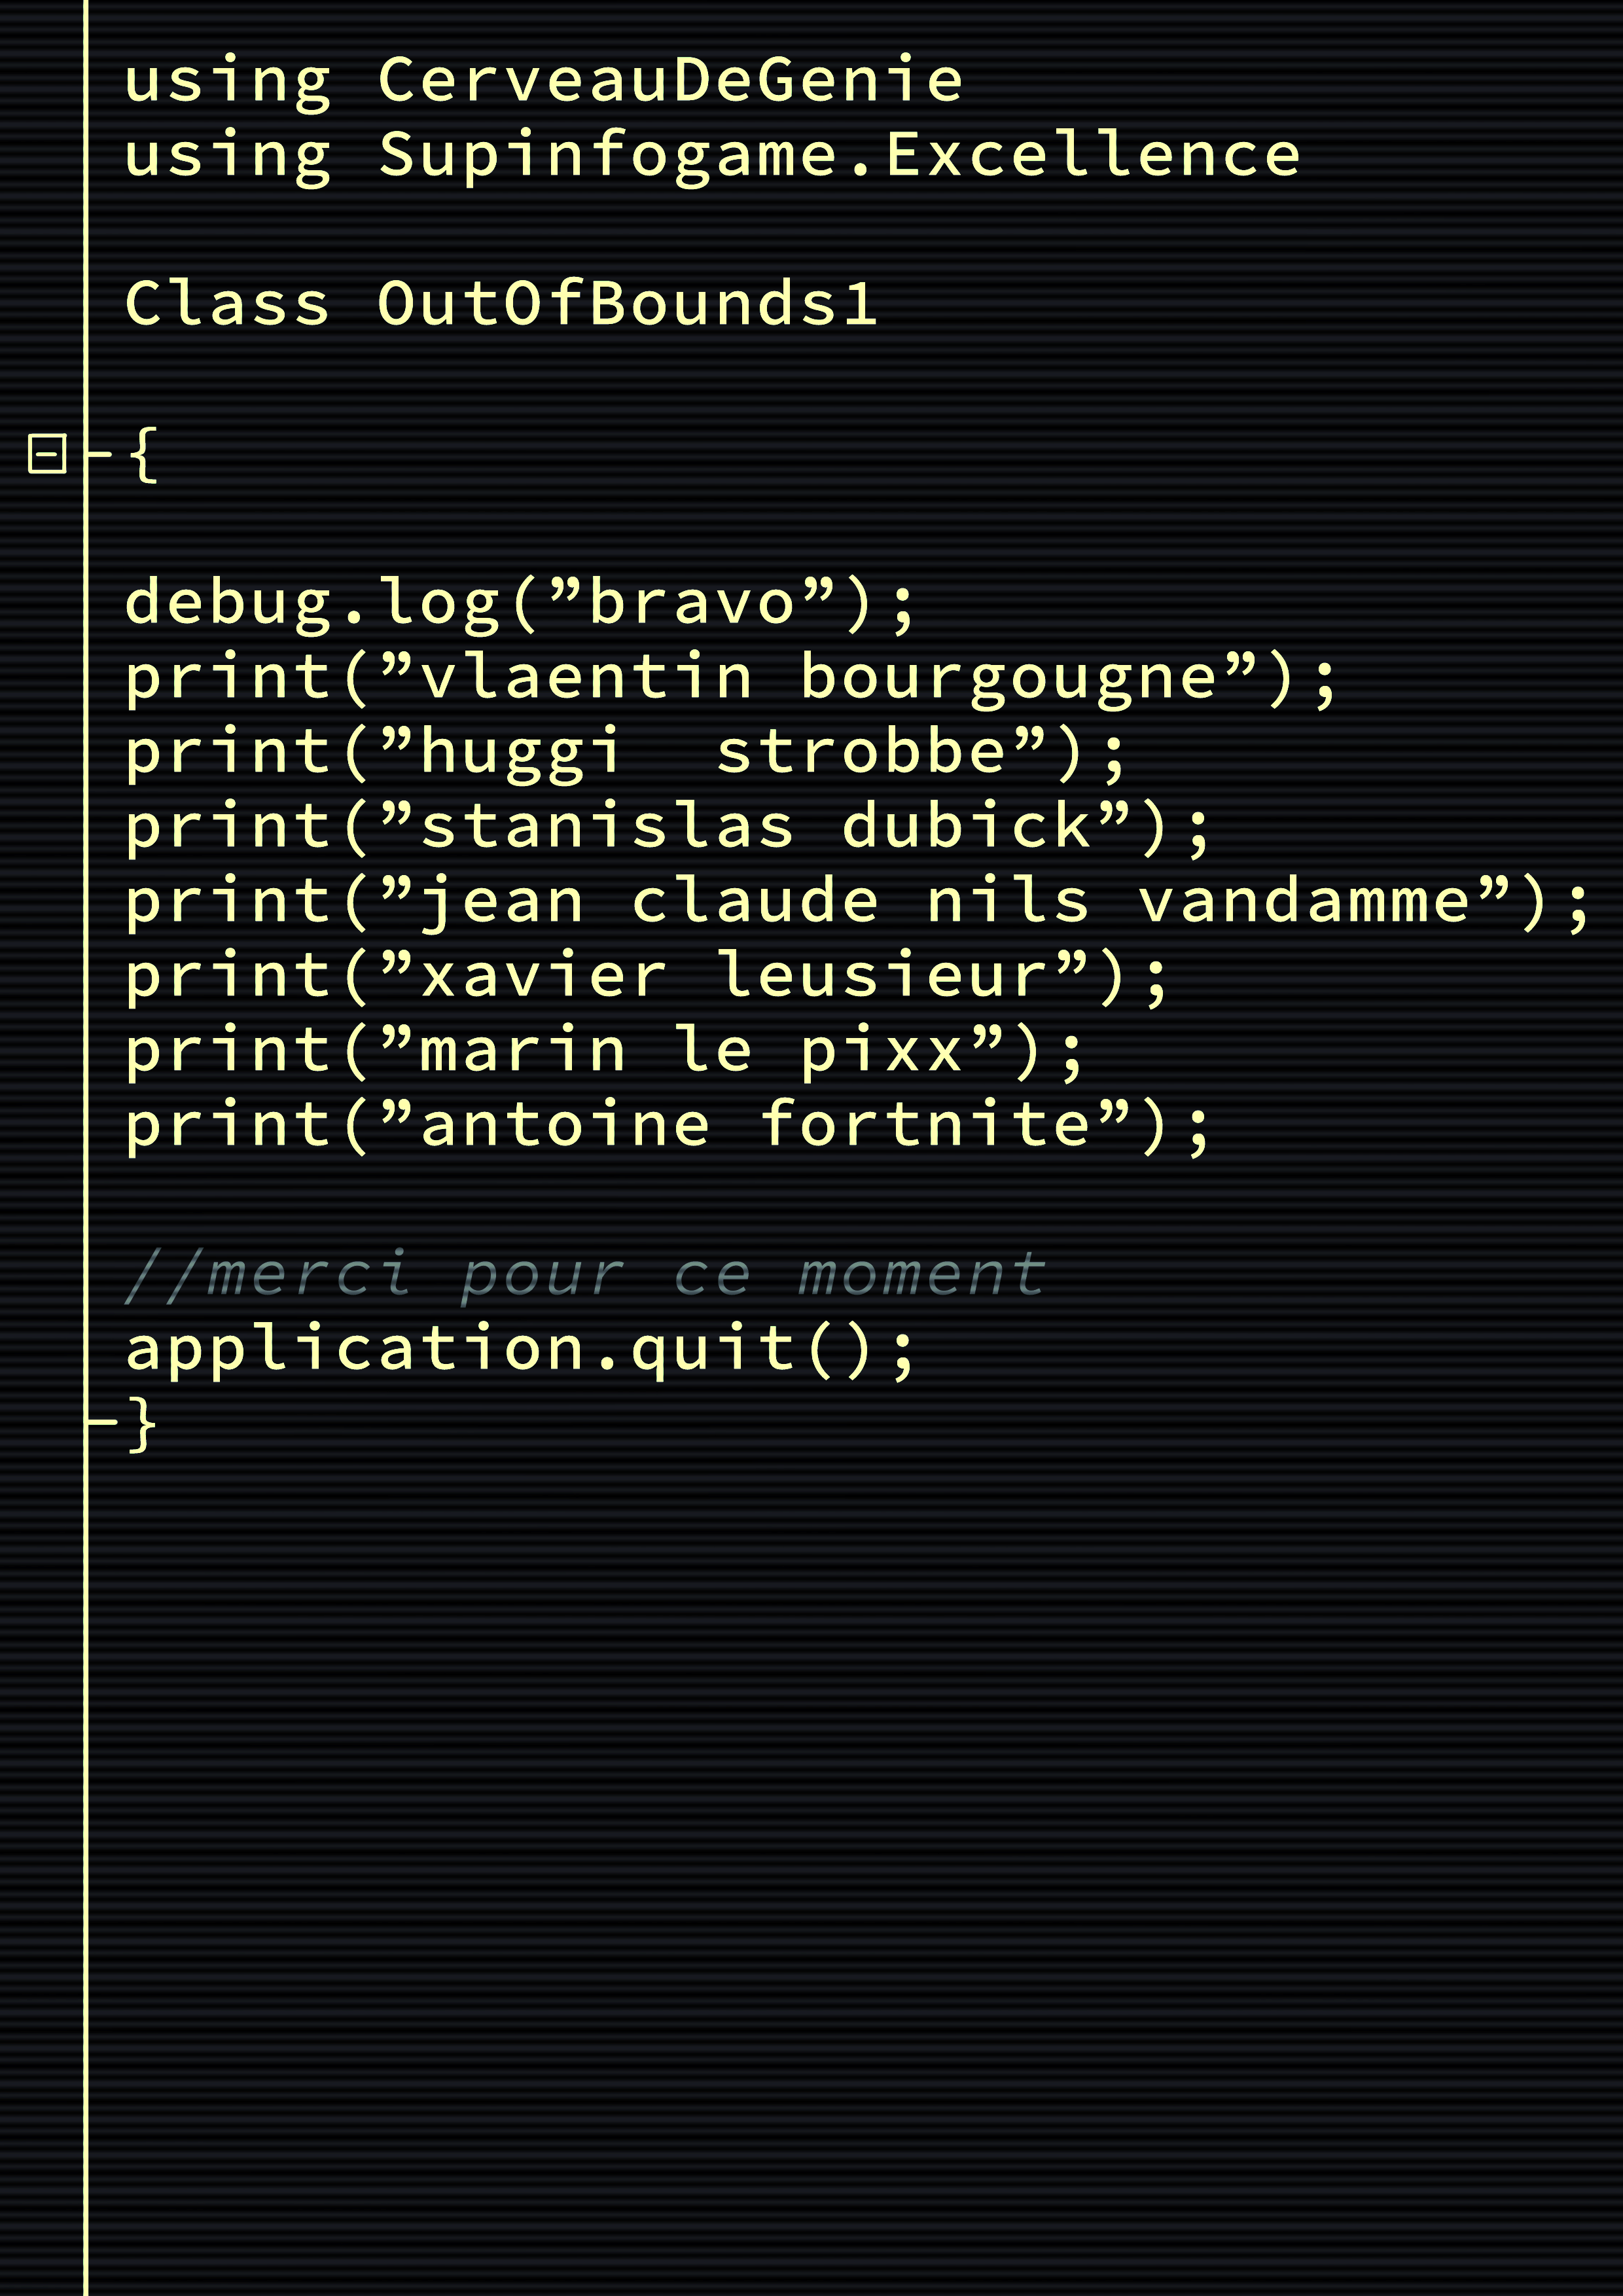 using CerveauDeGenie
using Supinfogame.Excellence
Class OutOfBounds1
{
debug.log(”bravo”);
print(”vlaentin bourgougne”);
print(”huggi  strobbe”);
print(”stanislas dubick”);
print(”jean claude nils vandamme”);
print(”xavier leusieur”);
print(”marin le pixx”);
print(”antoine fortnite”);
//merci pour ce moment
application.quit();
}